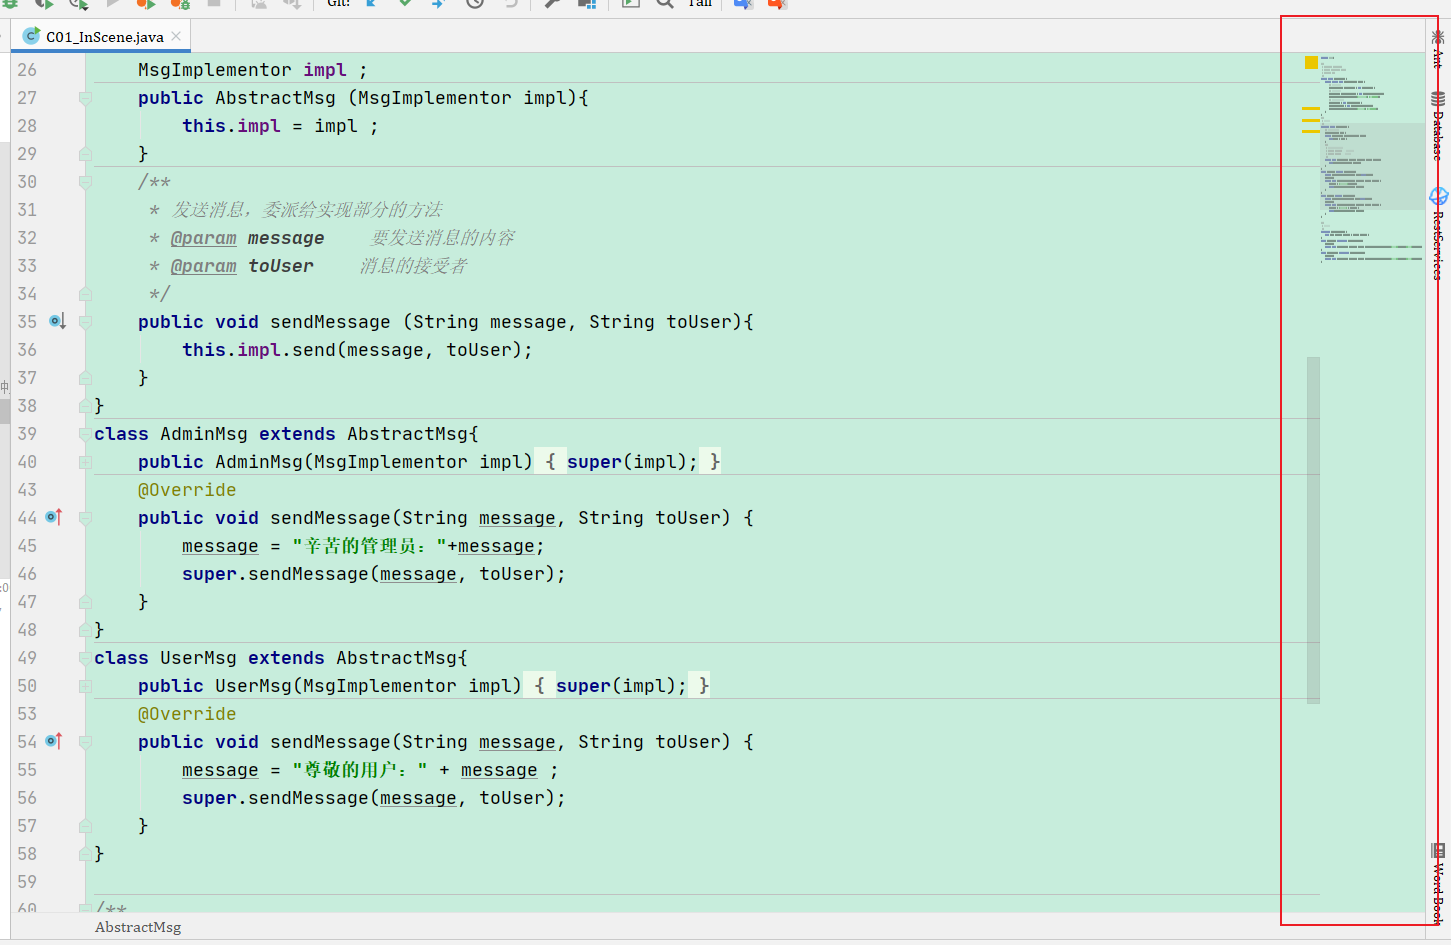 Git:
C01_InScene.java
26 MsgImplementor impl ;
27 public AbstractMsg (MsgImplementor impl){
28 this.impl = impl ;
29 }
30 /**
31 * 发送消息，委派给实现部分的方法
32 * @param message 要发送消息的内容
33 * @param toUser 消息的接受者
34 */
35 public void sendMessage (String message, String toUser){
36 this.impl.send(message, toUser);
37 }
38 }
39 class AdminMsg extends AbstractMsg{
40 public AdminMsg(MsgImplementor impl) { super(impl); }
43 @Override
44 public void sendMessage(String message, String toUser) {
45 message = "辛苦的管理员："+message;
46 super.sendMessage(message, toUser);
47 }
48 }
49 class UserMsg extends AbstractMsg{
50 public UserMsg(MsgImplementor impl) { super(impl); }
53 @Override
54 public void sendMessage(String message, String toUser) {
55 message = "尊敬的用户：" + message ;
56 super.sendMessage(message, toUser);
57 }
58 }
59
60 /**
AbstractMsg
Ant
Database
RestServices
Word Book